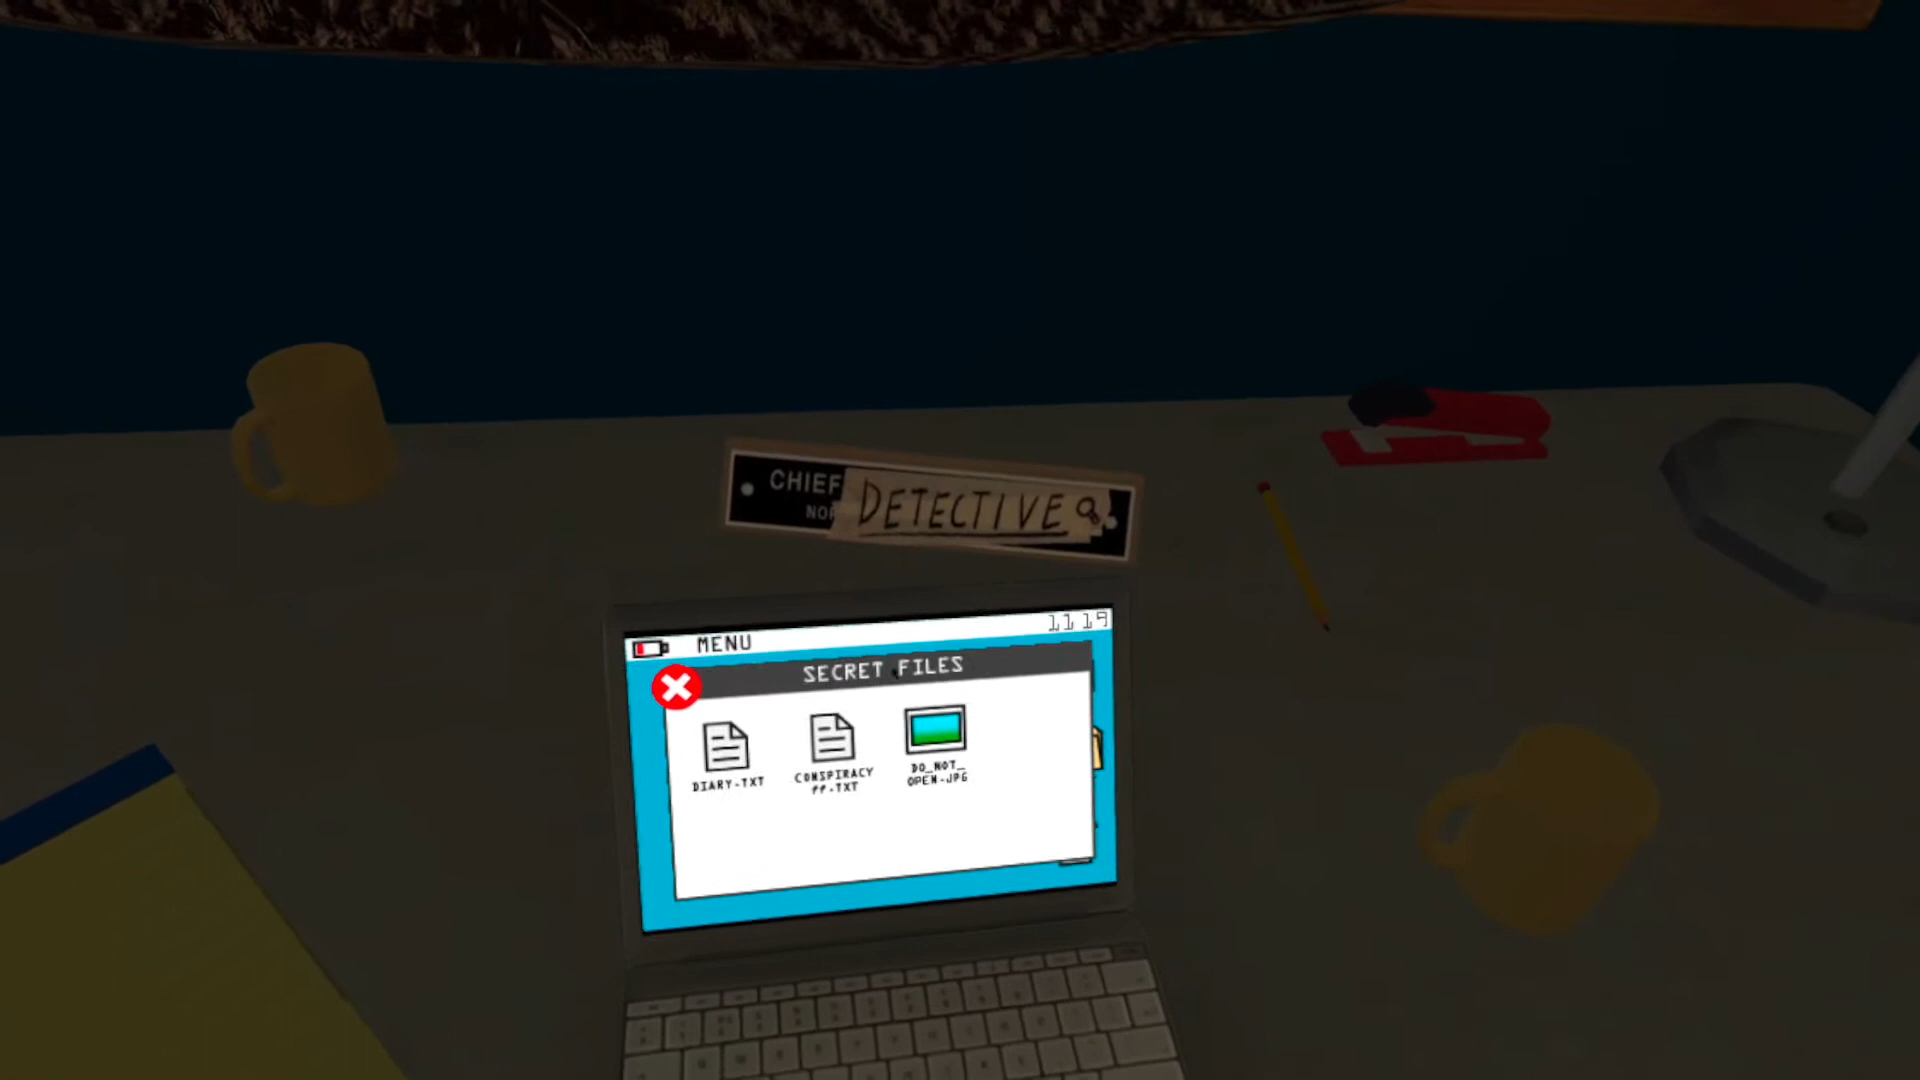 CHIEF
DETECTIVE
MENU
11 19
SECRET FILES
DIARY.TXT
CONSPIRACY
DO_NOT_
OPEN.JPG